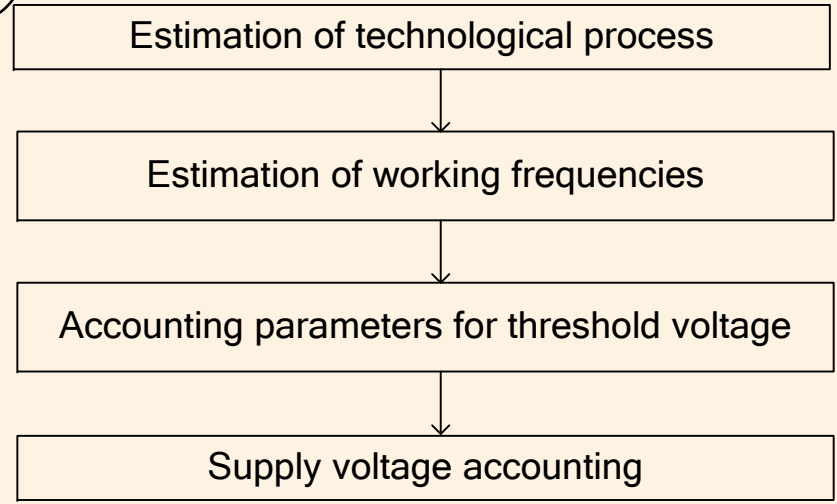 Estimation of technological process
Estimation of working frequencies
Accounting parameters for threshold voltage
Supply voltage accounting